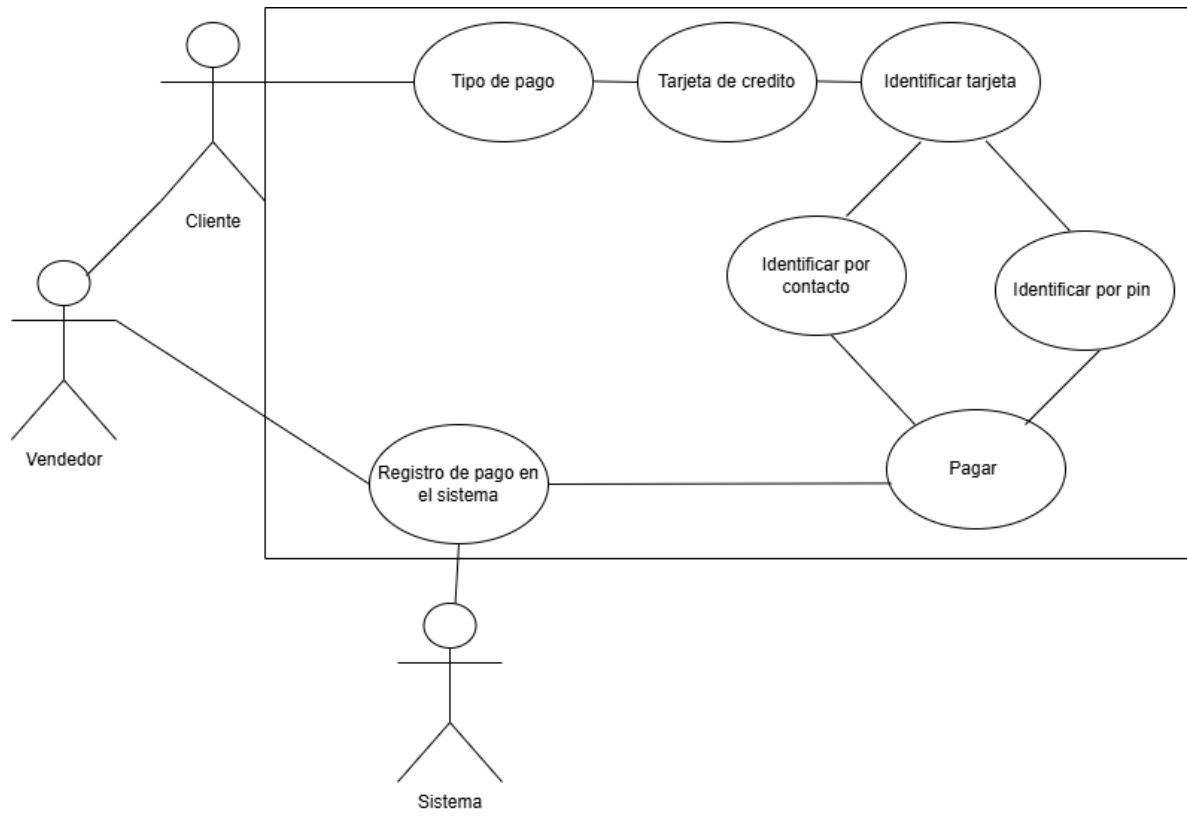 Tipo de pago
Tarjeta de credito
Identificar tarjeta
Cliente
Identificar por
contacto
Identificar por pin
Vendedor
Registro de pago en
el sistema
Pagar
Sistema